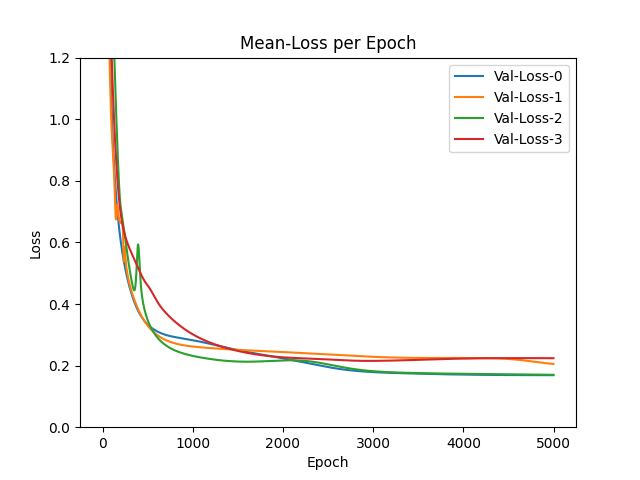 Mean-Loss per Epoch
Loss
1.2
1.0
0.8
0.6
0.4
0.2
0.0
Val-Loss-0
Val-Loss-1
Val-Loss-2
Val-Loss-3
0 1000 2000 3000 4000 5000
Epoch